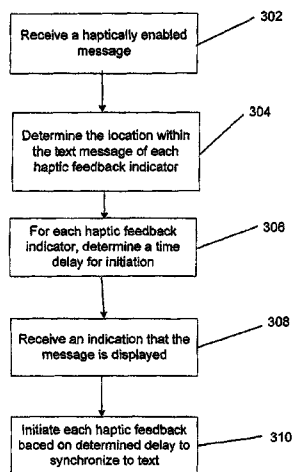 302
Receive a haptically enabled
message
304
Determine the location within
the text message of each
haptic feedback indicator
306
For each haptic feedback
indicator, determine a time
delay for initiation
308
Receive an indication that the
message is displayed
310
Initiate each haptic feedback
based on determined delay to
synchronize to text